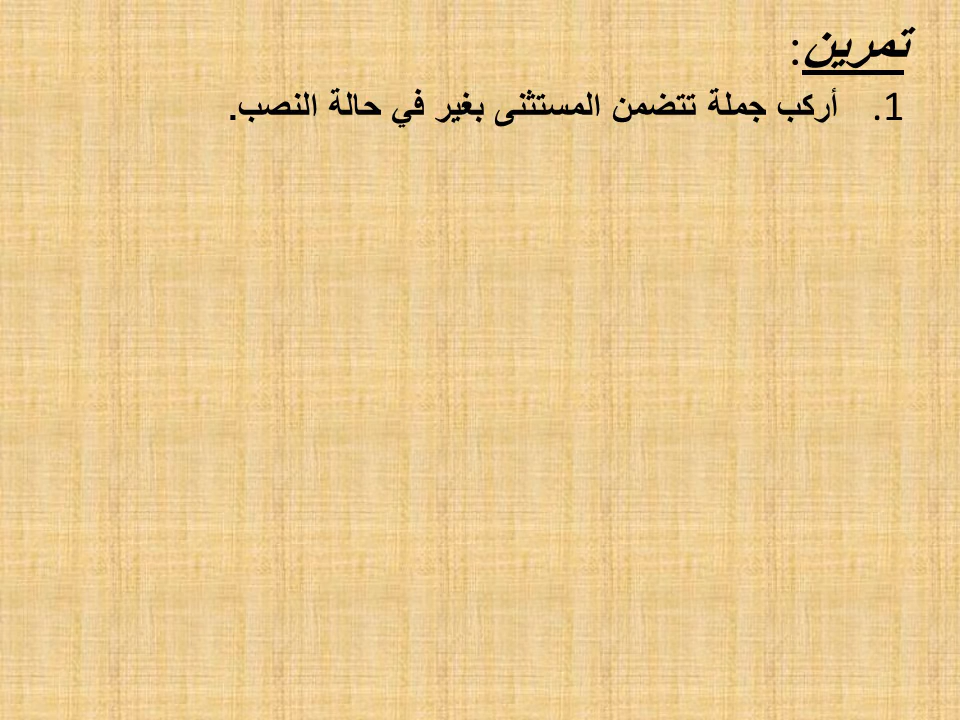 تمرين:
1. أركب جملة تتضمن المستثنى بغير في حالة النصب.